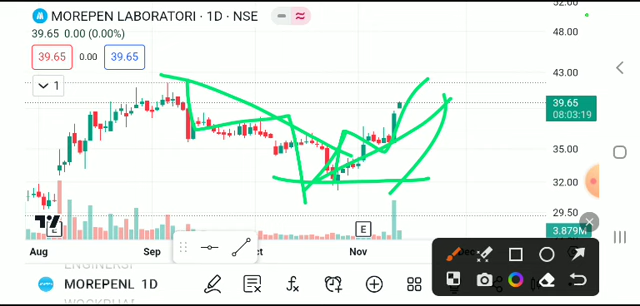 52.00
MOREPEN LABORATORI · 1D · NSE
39.65 0.00 (0.00%)
48.00
39.65 0.00 39.65
43.00
1
39.65
08:03:19
35.00
32.00
29.50
E E
3.879M
Aug Sep Nov
ENGINERSI
MOREPENL 1D